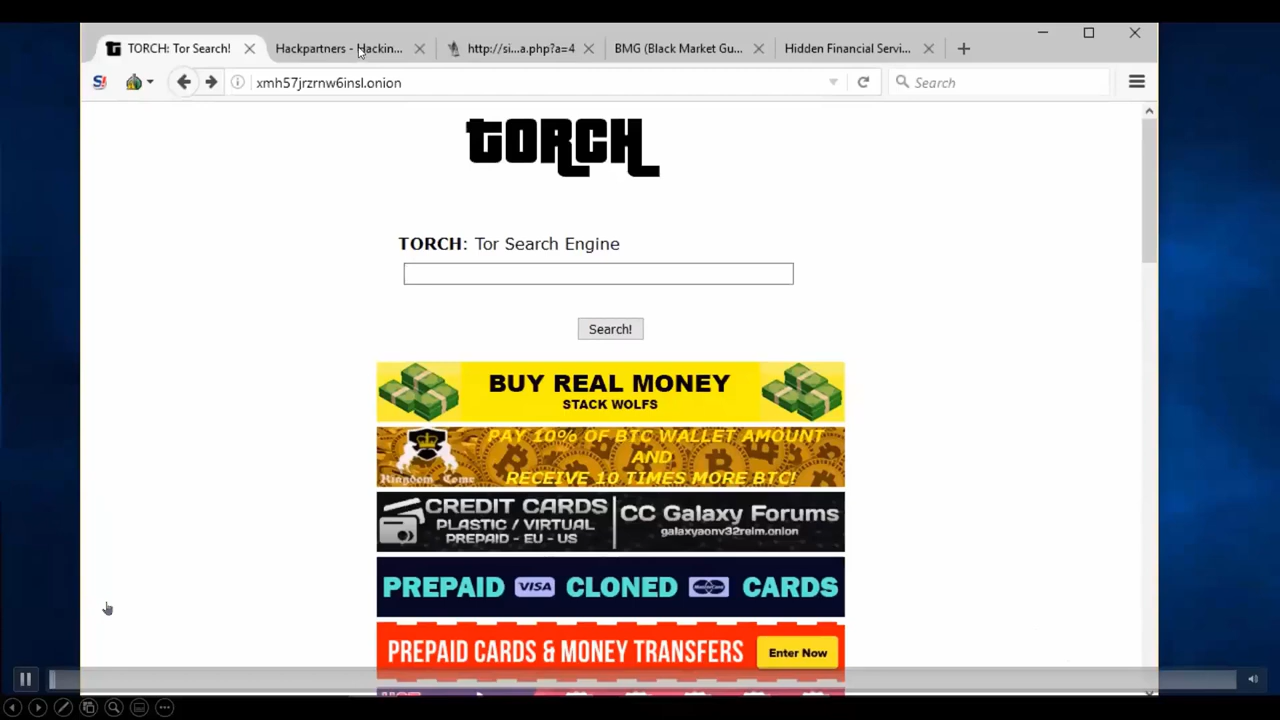 TORCH: Tor Search!
Hackpartners - Hackin...
http://si...a.php?a=4
BMG (Black Market Gu...
Hidden Financial Servi...
xmh57jrzrnw6insl.onion
Search
TORCH
TORCH: Tor Search Engine
Search!
BUY REAL MONEY
STACK WOLFS
PAY 10% OF BTC WALLET AMOUNT
AND
RECEIVE 10 TIMES MORE BTC!
Kingdom Come
CREDIT CARDS
PLASTIC / VIRTUAL
PREPAID - EU - US
CC Galaxy Forums
galaxyaonv32reim.onion
PREPAID VISA CLONED CARDS
PREPAID CARDS & MONEY TRANSFERS
Enter Now